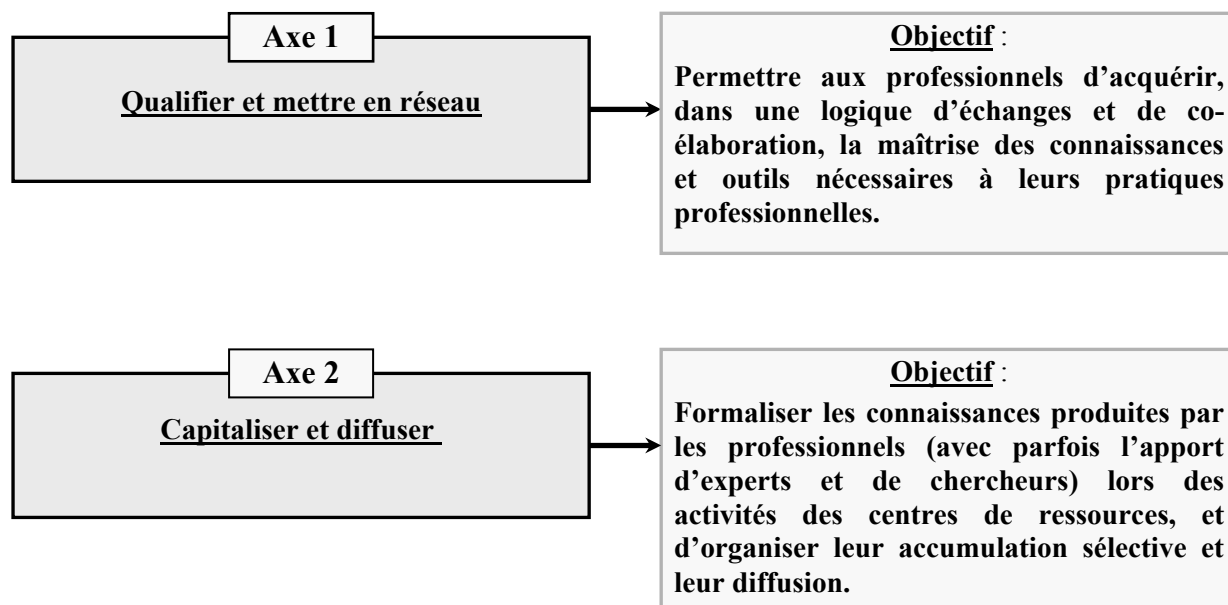 Axe 1
Qualifier et mettre en réseau
Objectif :
Permettre aux professionnels d’acquérir,
dans une logique d’échanges et de co-
élaboration, la maîtrise des connaissances
et outils nécessaires à leurs pratiques
professionnelles.
Axe 2
Capitaliser et diffuser
Objectif :
Formaliser les connaissances produites par
les professionnels (avec parfois l’apport
d’experts et de chercheurs) lors des
activités des centres de ressources, et
d’organiser leur accumulation sélective et
leur diffusion.